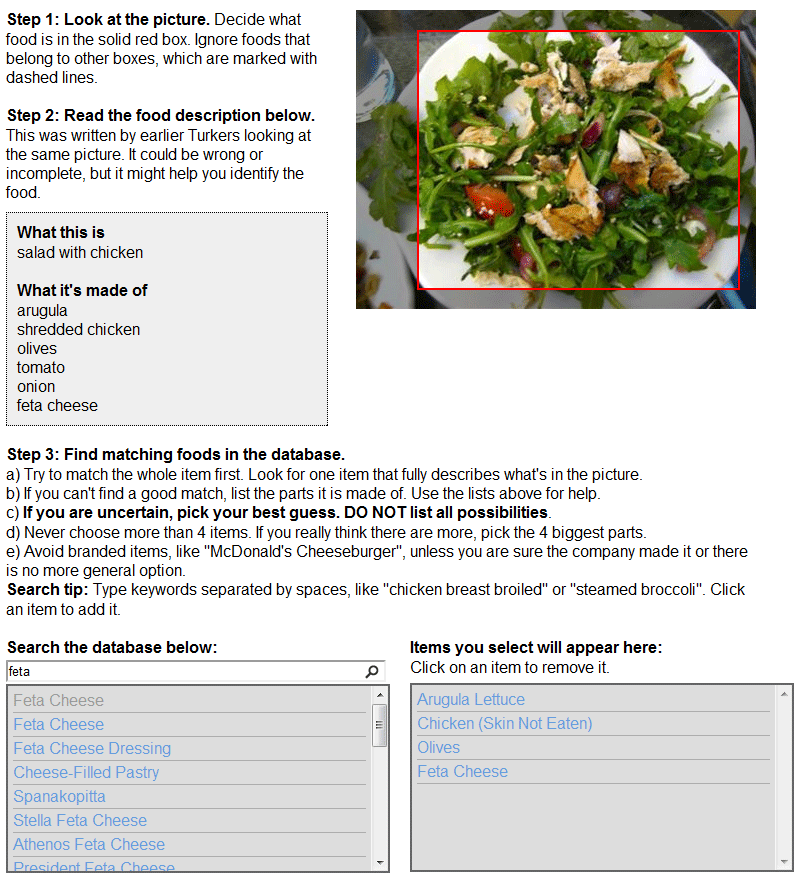 Step 1: Look at the picture. Decide what
food is in the solid red box. Ignore foods that
belong to other boxes, which are marked with
dashed lines.
Step 2: Read the food description below.
This was written by earlier Turkers looking at
the same picture. It could be wrong or
incomplete, but it might help you identify the
food.
What this is
salad with chicken
What it's made of
arugula
shredded chicken
olives
tomato
onion
feta cheese
Step 3: Find matching foods in the database.
a) Try to match the whole item first. Look for one item that fully describes what's in the picture.
b) If you can't find a good match, list the parts it is made of. Use the lists above for help.
c) If you are uncertain, pick your best guess. DO NOT list all possibilities.
d) Never choose more than 4 items. If you really think there are more, pick the 4 biggest parts.
e) Avoid branded items, like "McDonald's Cheeseburger", unless you are sure the company made it or there
is no more general option.
Search tip: Type keywords separated by spaces, like "chicken breast broiled" or "steamed broccoli". Click
an item to add it.
Search the database below:
feta
Feta Cheese
Feta Cheese
Feta Cheese Dressing
Cheese-Filled Pastry
Spanakopitta
Stella Feta Cheese
Athenos Feta Cheese
President Feta Cheese
Items you select will appear here:
Click on an item to remove it.
Arugula Lettuce
Chicken (Skin Not Eaten)
Olives
Feta Cheese